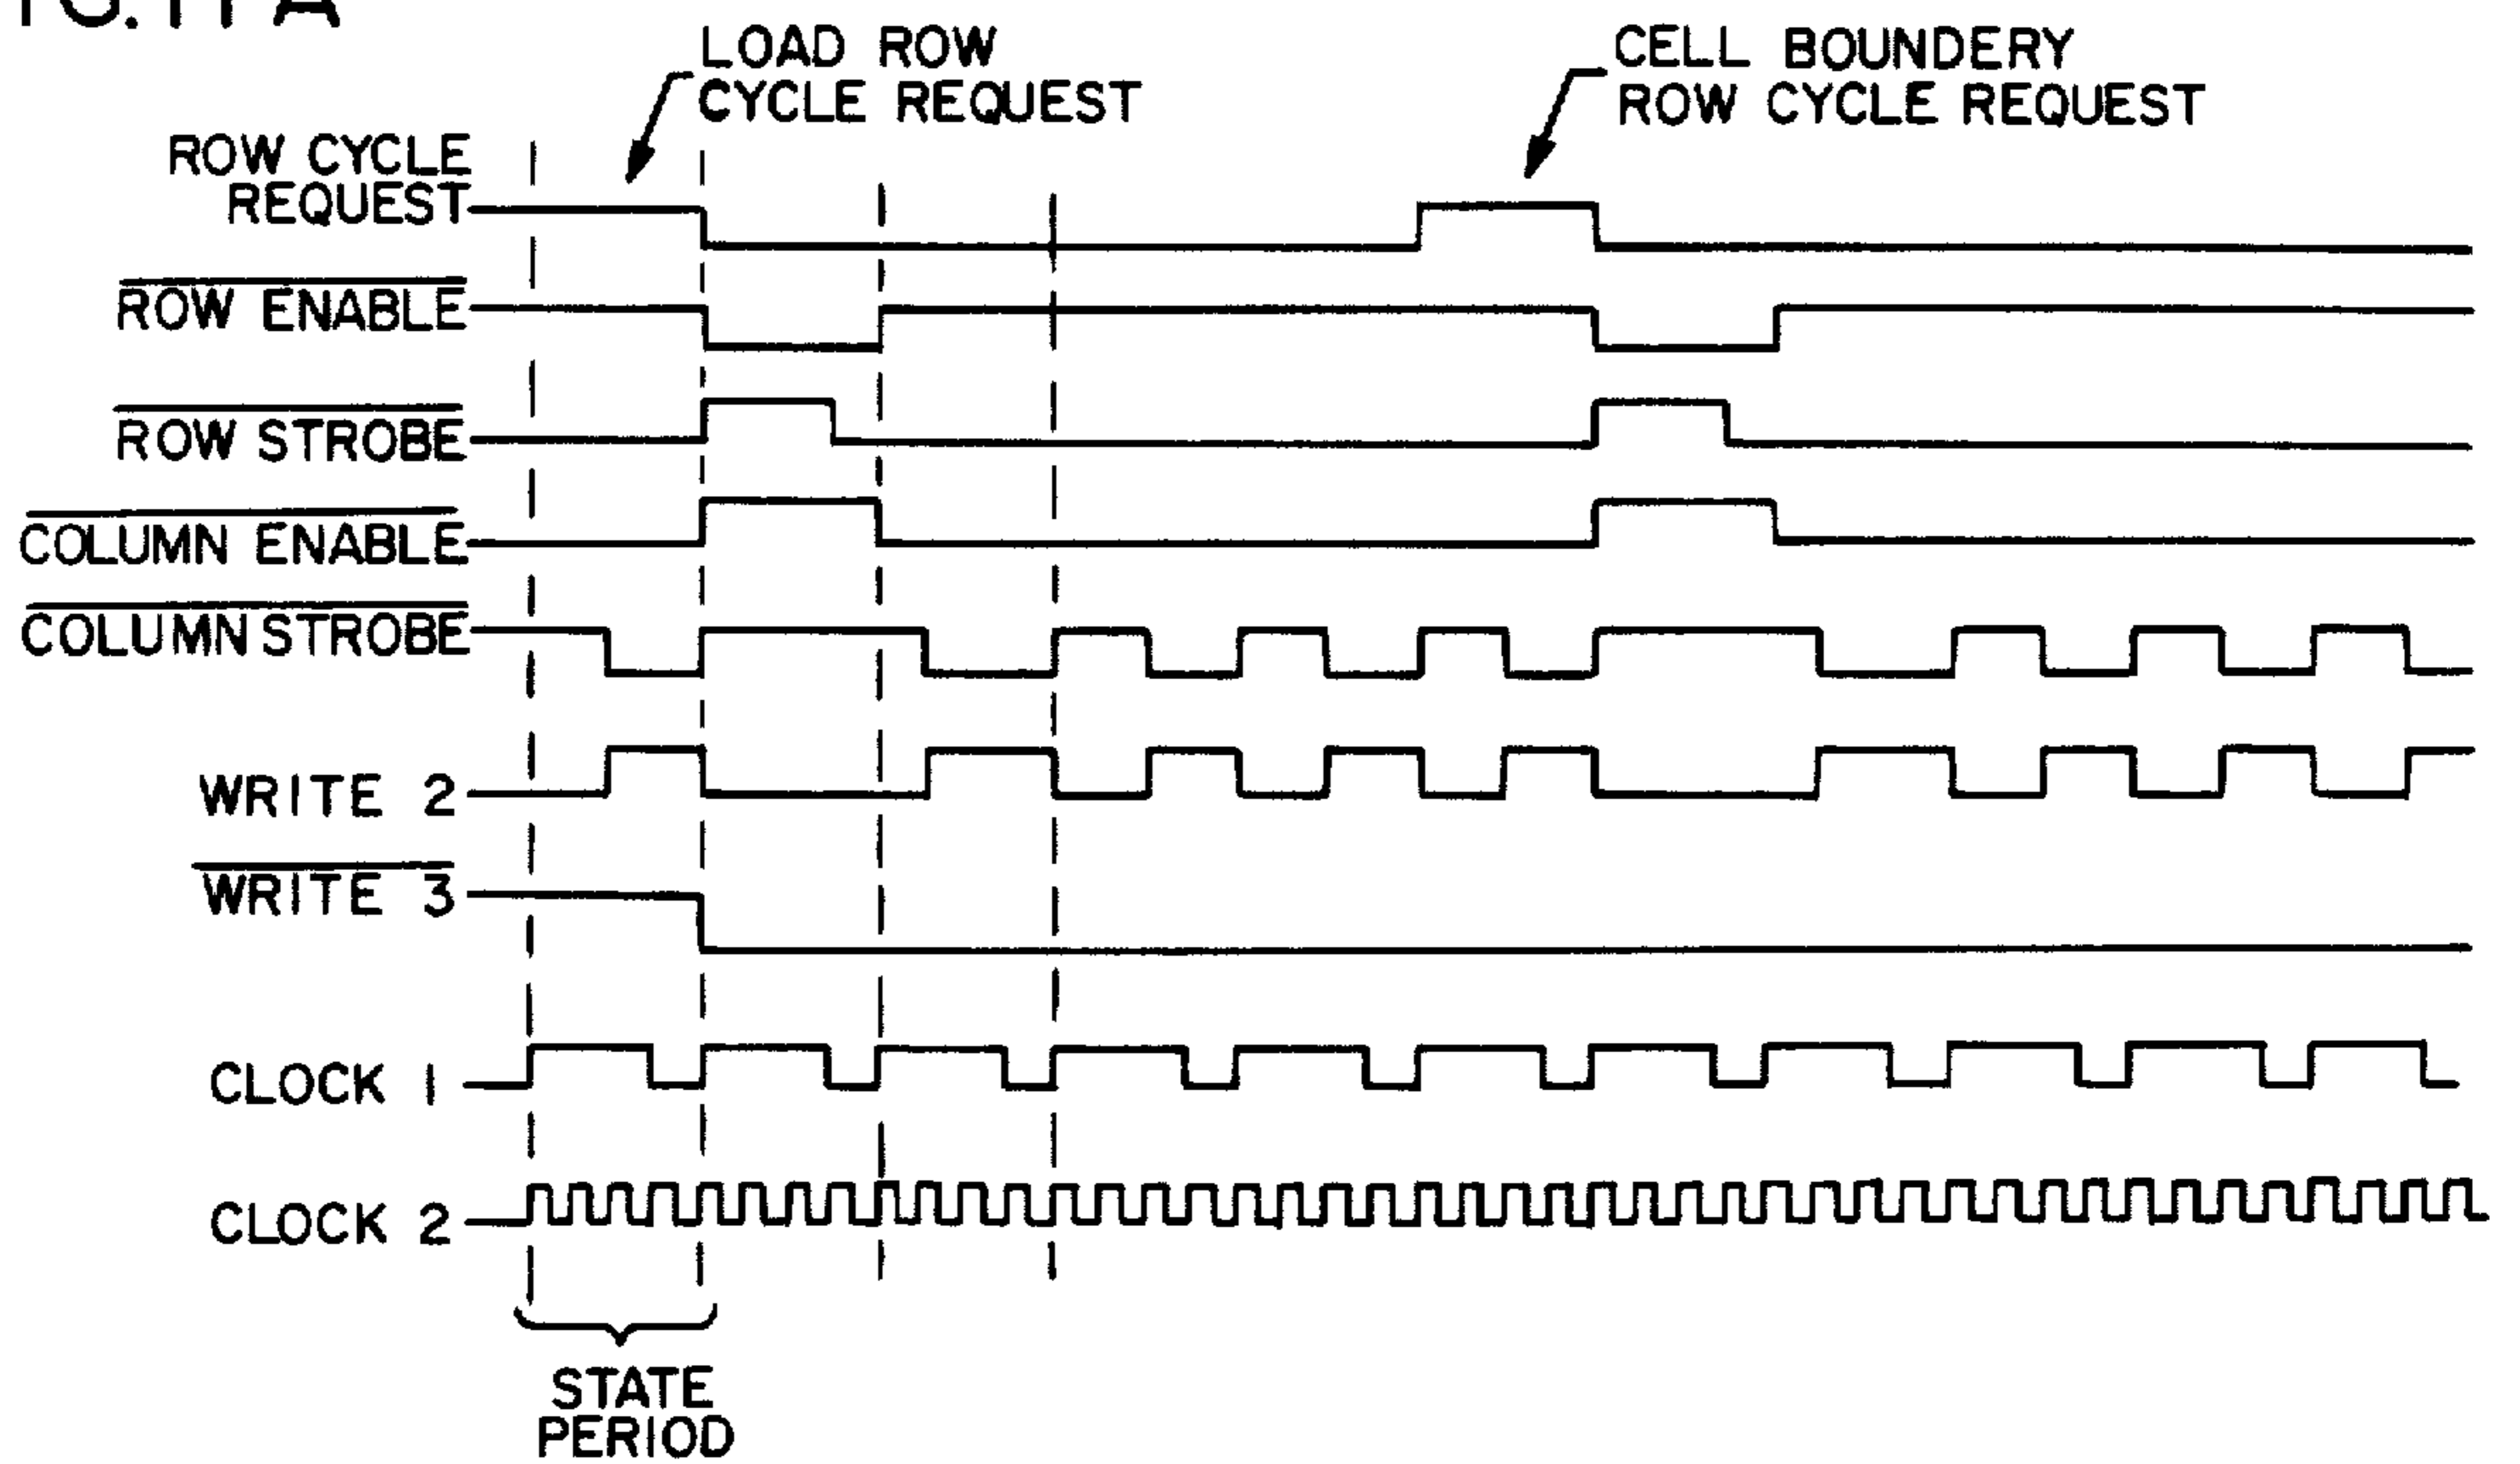 LOAD ROW
CYCLE REQUEST
CELL BOUNDERY
ROW CYCLE REQUEST
ROW CYCLE
REQUEST
ROW ENABLE
ROW STROBE
COLUMN ENABLE
COLUMN STROBE
WRITE 2
WRITE 3
CLOCK 1
CLOCK 2
STATE
PERIOD